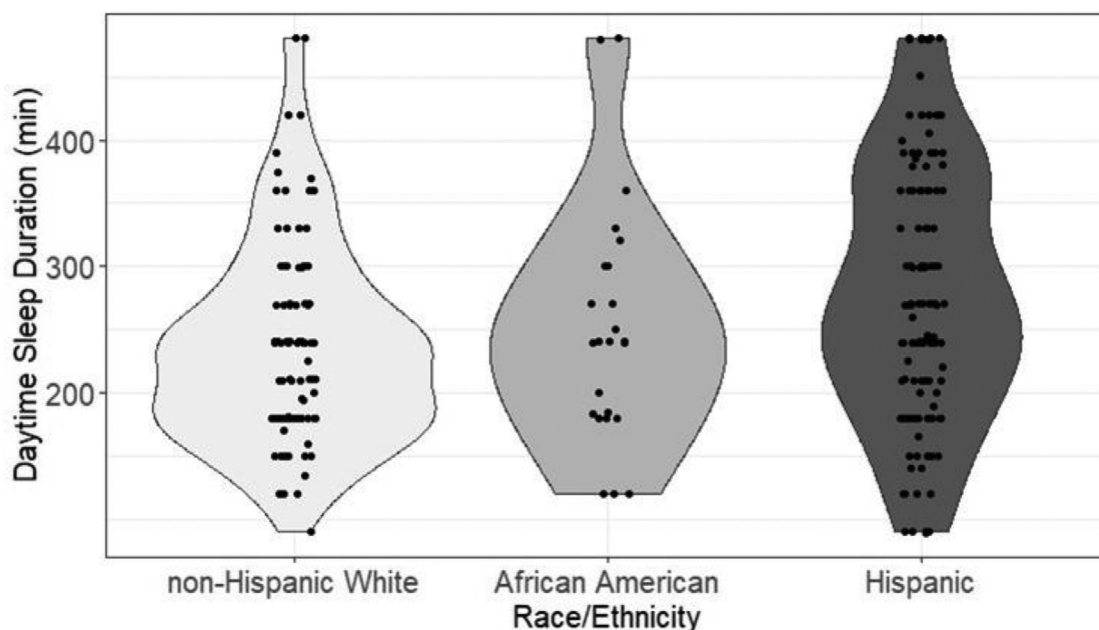 Daytime Sleep Duration (min)
400
300
200
non-Hispanic White
African American
Hispanic
Race/Ethnicity